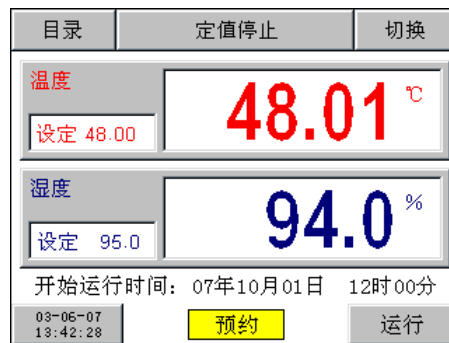 目录 定值停止 切换
温度
48.01 ℃
设定 48.00
湿度
94.0 %
设定 95.0
开始运行时间: 07年10月01日 12时00分
03-06-07
13:42:28
预约 运行